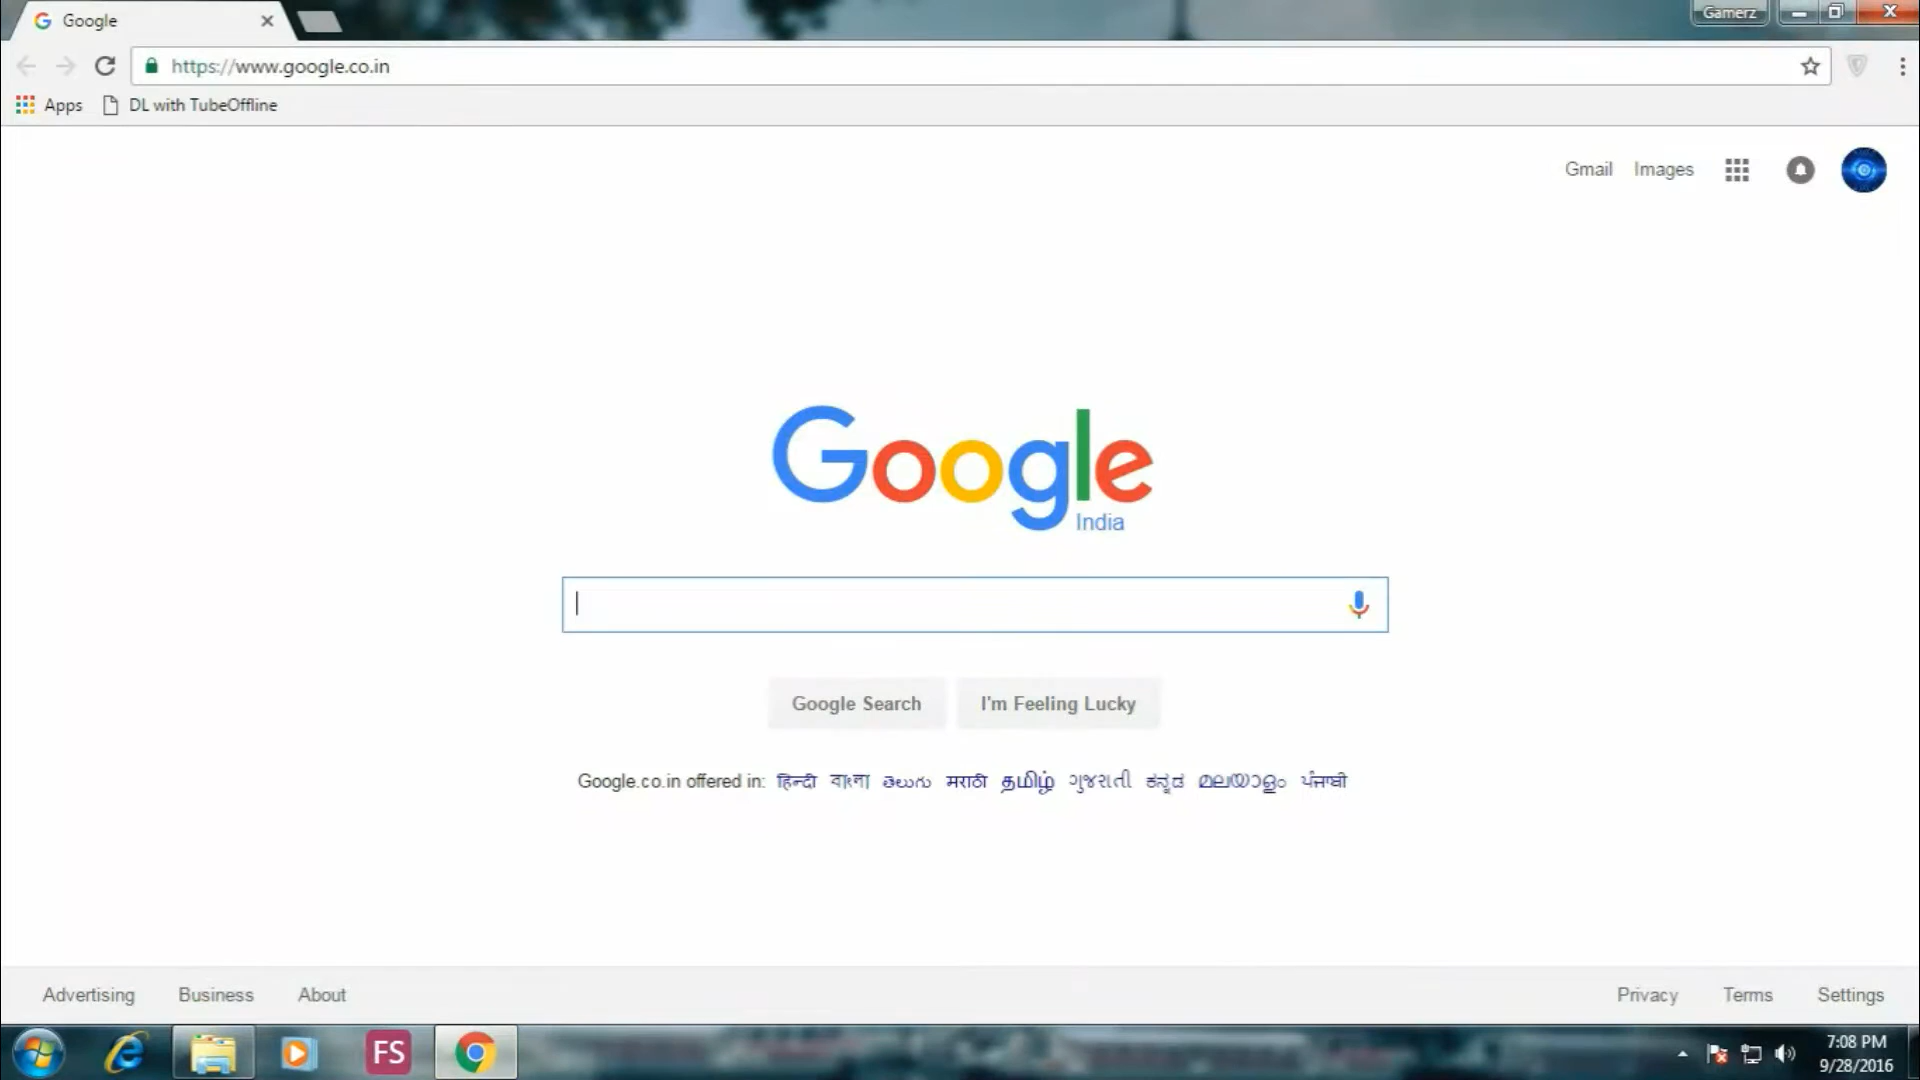 Google
Gamerz
https://www.google.co.in
Apps DL with TubeOffline
Gmail Images
Google
India
Google Search I'm Feeling Lucky
Google.co.in offered in: हिन्दी বাংলা తెలుగు मराठी தமிழ் ગુજરાતી ಕನ್ನಡ മലയാളം ਪੰਜਾਬੀ
Advertising Business About Privacy Terms Settings
FS
7:08 PM
9/28/2016